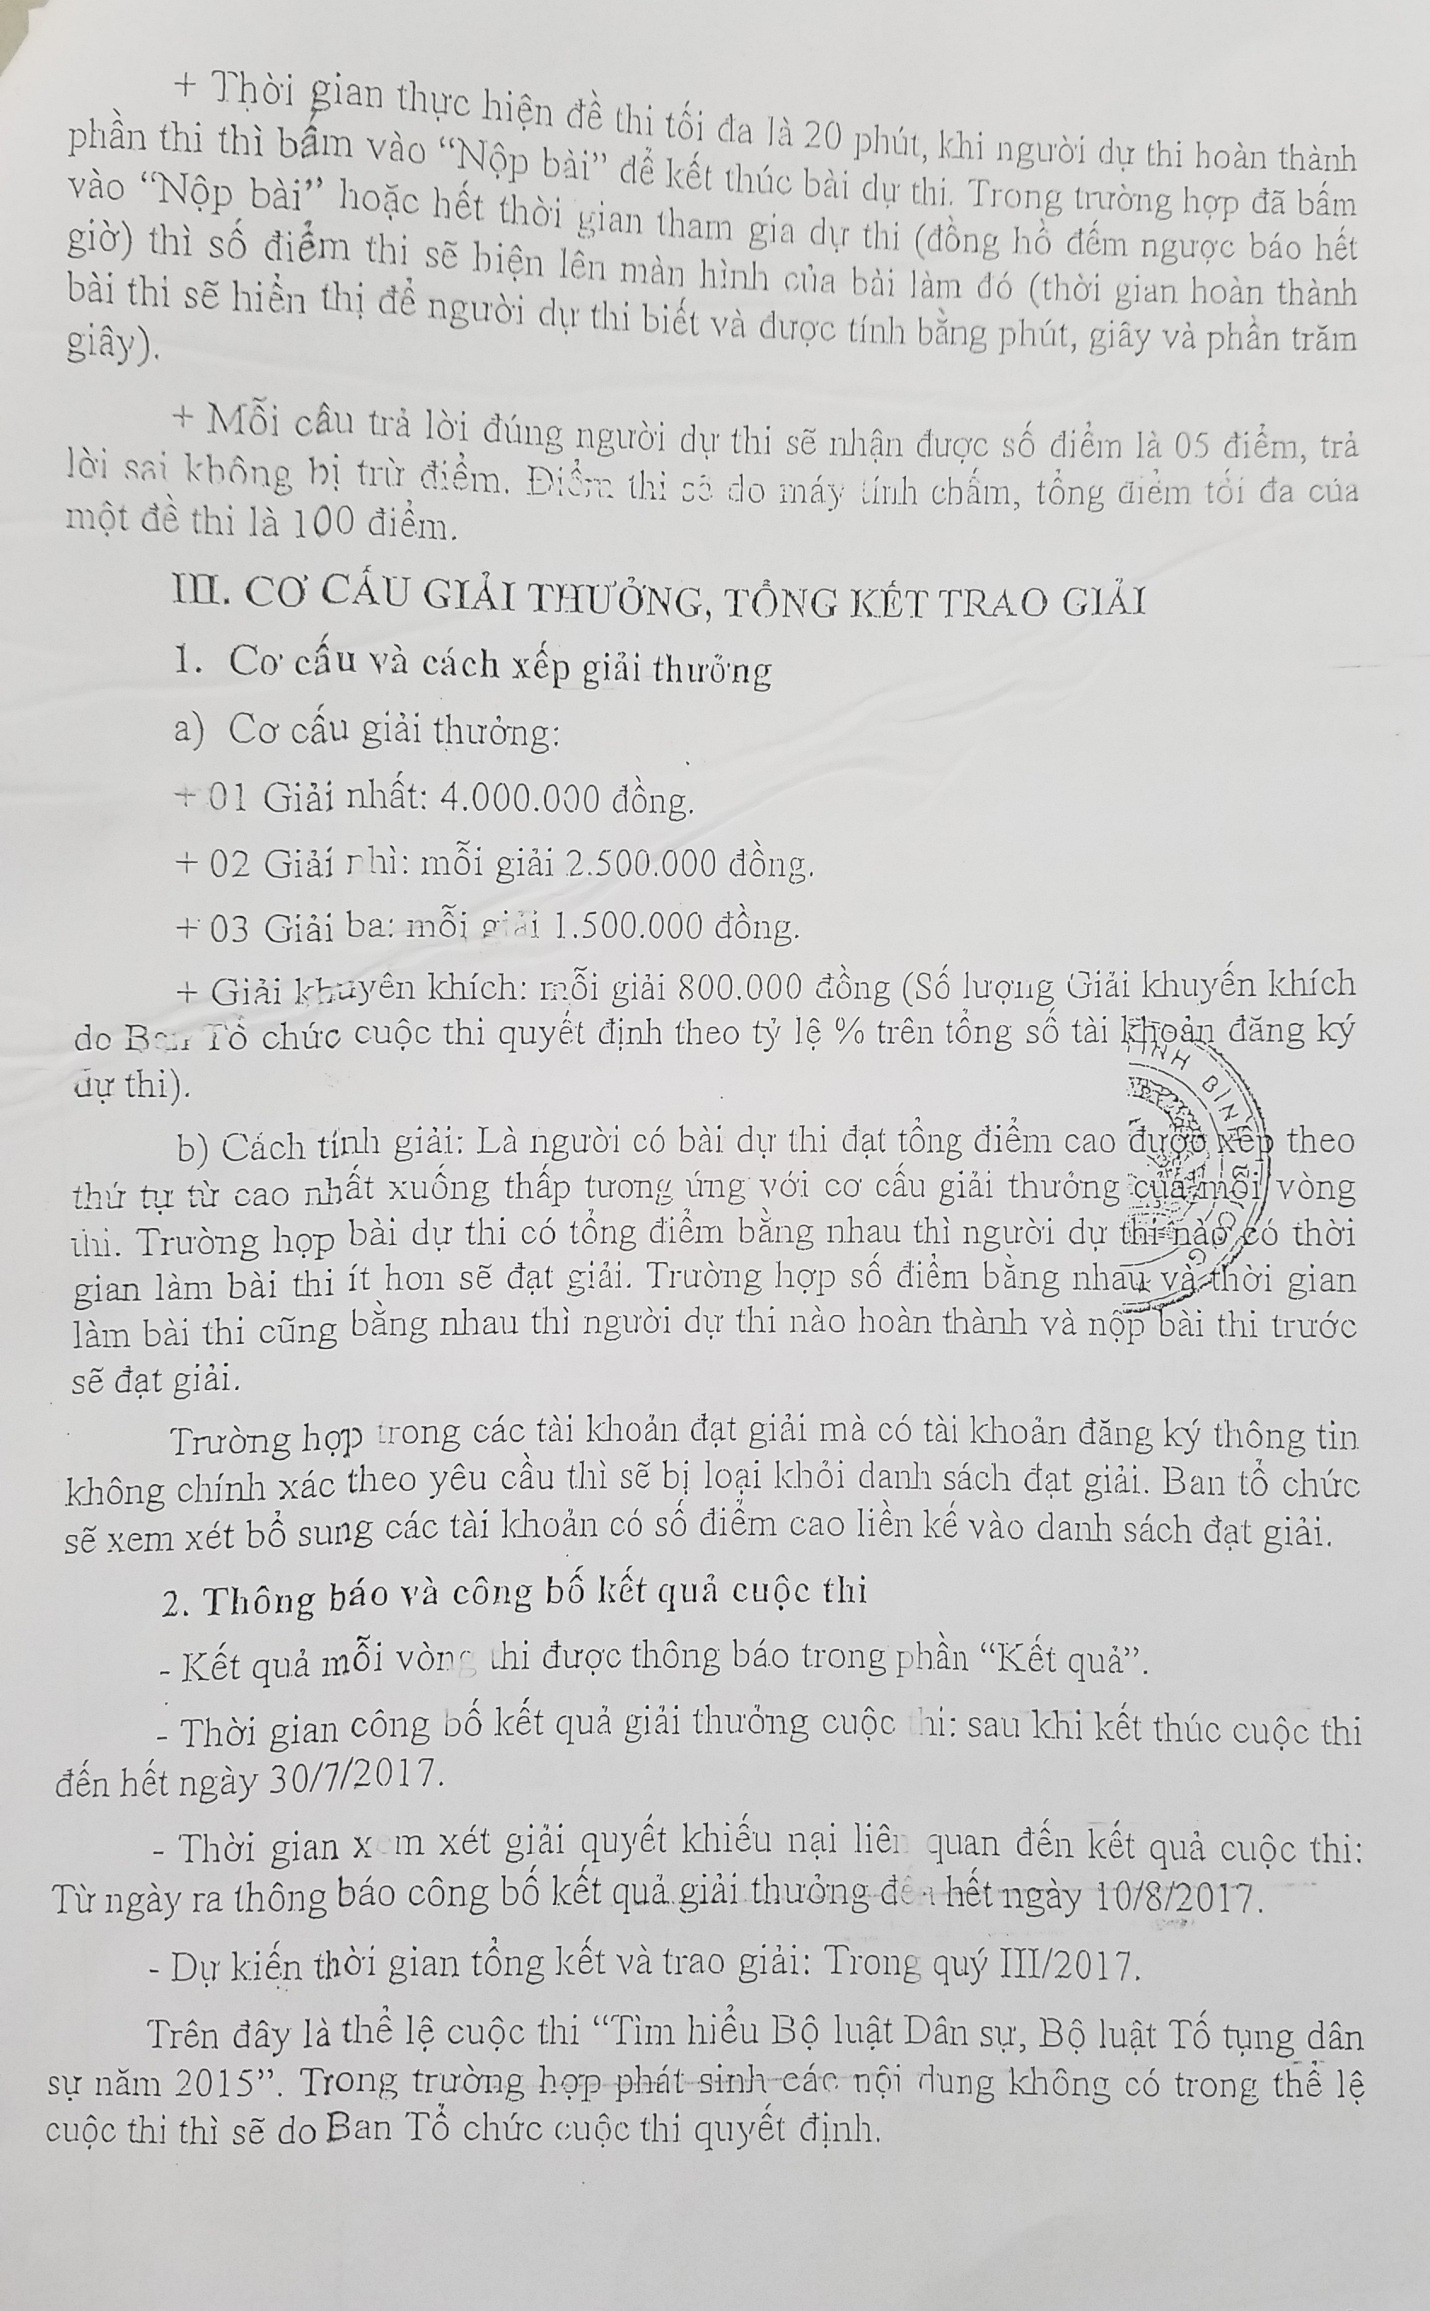 + Thời gian thực hiện đề thi tối đa là 20 phút, khi người dự thi hoàn thành
phần thi thì bấm vào “Nộp bài” để kết thúc bài dự thi. Trong trường hợp đã bấm
vào “Nộp bài” hoặc hết thời gian tham gia dự thi (đồng hồ đếm ngược báo hết
giờ) thì số điểm thi sẽ hiện lên màn hình của bài làm đó (thời gian hoàn thành
bài thi sẽ hiển thị để người dự thi biết và được tính bằng phút, giây và phần trăm
giây).
+ Mỗi câu trả lời đúng người dự thi sẽ nhận được số điểm là 05 điểm, trả
lời sai không bị trừ điểm. Điểm thi sẽ do máy tính chấm, tổng điểm tối đa của
một đề thi là 100 điểm.
III. CƠ CẤU GIẢI THƯỞNG, TỔNG KẾT TRAO GIẢI
1. Cơ cấu và cách xếp giải thưởng
a) Cơ cấu giải thưởng:
+ 01 Giải nhất: 4.000.000 đồng.
+ 02 Giải nhì: mỗi giải 2.500.000 đồng.
+ 03 Giải ba: mỗi giải 1.500.000 đồng.
+ Giải khuyên khích: mỗi giải 800.000 đồng (Số lượng Giải khuyến khích
do Ban Tổ chức cuộc thi quyết định theo tỷ lệ % trên tổng số tài khoản đăng ký
dự thi).
TỈNH BÌNH
b) Cách tính giải: Là người có bài dự thi đạt tổng điểm cao được xếp theo
thứ tự từ cao nhất xuống thấp tương ứng với cơ cấu giải thưởng của mỗi vòng
thi. Trường hợp bài dự thi có tổng điểm bằng nhau thì người dự thi nào có thời
gian làm bài thi ít hơn sẽ đạt giải. Trường hợp số điểm bằng nhau và thời gian
làm bài thi cũng bằng nhau thì người dự thi nào hoàn thành và nộp bài thi trước
sẽ đạt giải.
Trường hợp trong các tài khoản đạt giải mà có tài khoản đăng ký thông tin
không chính xác theo yêu cầu thì sẽ bị loại khỏi danh sách đạt giải. Ban tổ chức
sẽ xem xét bổ sung các tài khoản có số điểm cao liền kế vào danh sách đạt giải.
2. Thông báo và công bố kết quả cuộc thi
- Kết quả mỗi vòng thi được thông báo trong phần “Kết quả”.
- Thời gian công bố kết quả giải thưởng cuộc thi: sau khi kết thúc cuộc thi
đến hết ngày 30/7/2017.
- Thời gian xem xét giải quyết khiếu nại liên quan đến kết quả cuộc thi:
Từ ngày ra thông báo công bố kết quả giải thưởng đến hết ngày 10/8/2017.
- Dự kiến thời gian tổng kết và trao giải: Trong quý III/2017.
Trên đây là thể lệ cuộc thi “Tìm hiểu Bộ luật Dân sự, Bộ luật Tố tụng dân
sự năm 2015”. Trong trường hợp phát sinh các nội dung không có trong thể lệ
cuộc thi thì sẽ do Ban Tổ chức cuộc thi quyết định.